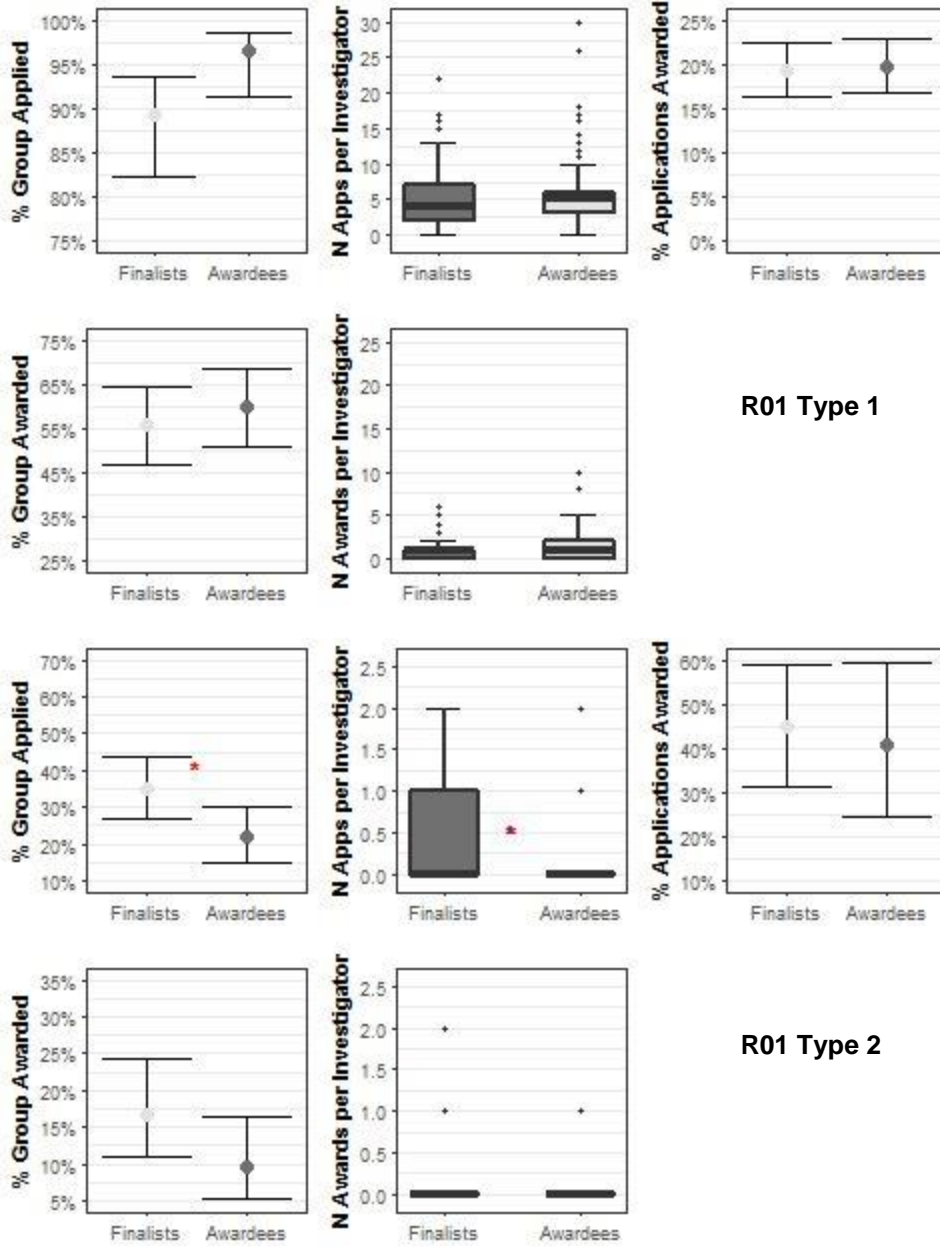 % Group Applied
100%
95%
90%
85%
80%
75%
Finalists Awardees
N Apps per Investigator
30
25
20
15
10
5
0
Finalists Awardees
% Applications Awarded
25%
20%
15%
10%
5%
0%
Finalists Awardees
% Group Awarded
75%
65%
55%
45%
35%
25%
Finalists Awardees
N Awards per Investigator
25
20
15
10
5
0
Finalists Awardees
R01 Type 1
% Group Applied
70%
60%
50%
40%
30%
20%
10%
*
Finalists Awardees
N Apps per Investigator
2.5
2.0
1.5
1.0
0.5
0.0
*
Finalists Awardees
% Applications Awarded
60%
50%
40%
30%
20%
10%
Finalists Awardees
% Group Awarded
35%
30%
25%
20%
15%
10%
5%
Finalists Awardees
N Awards per Investigator
2.5
2.0
1.5
1.0
0.5
0.0
Finalists Awardees
R01 Type 2